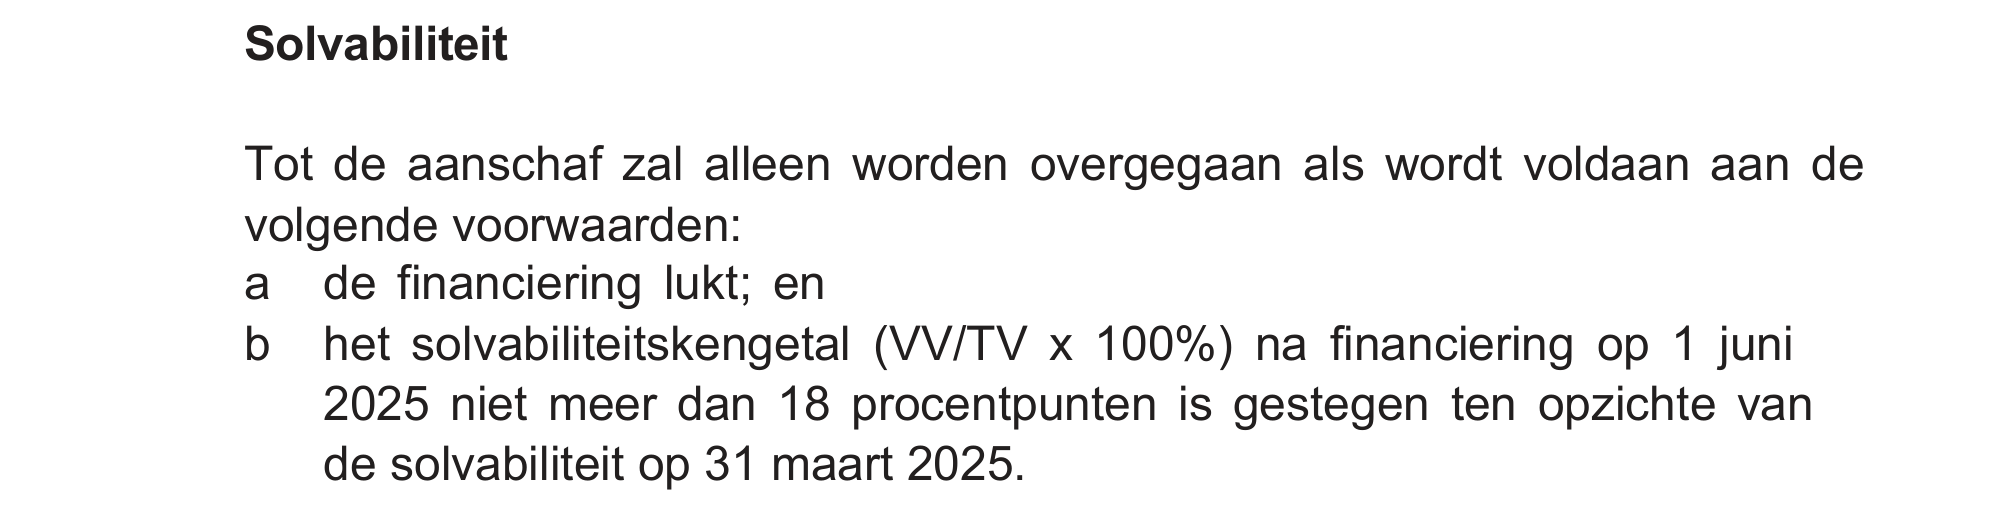 Solvabiliteit
Tot de aanschaf zal alleen worden overgegaan als wordt voldaan aan de
volgende voorwaarden:
a de financiering lukt; en
b het solvabiliteitskengetal (VV/TV x 100%) na financiering op 1 juni
2025 niet meer dan 18 procentpunten is gestegen ten opzichte van
de solvabiliteit op 31 maart 2025.